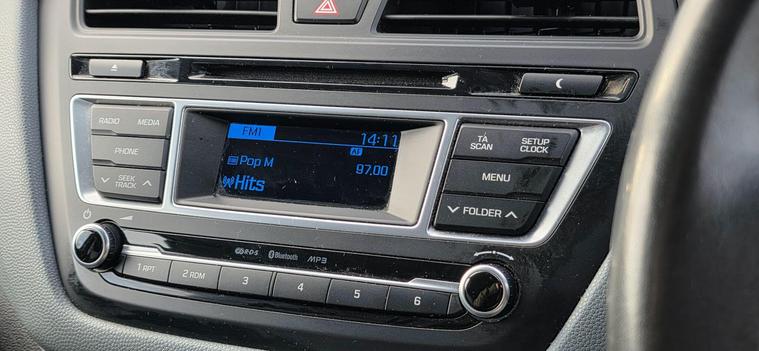 RADIO MEDIA
PHONE
SEEK
TRACK
FM1 14:11
AF
Pop M 97.00
Hits
TA SETUP
SCAN CLOCK
MENU
FOLDER
R·D·S Bluetooth MP3
1 RPT 2 RDM 3 4 5 6